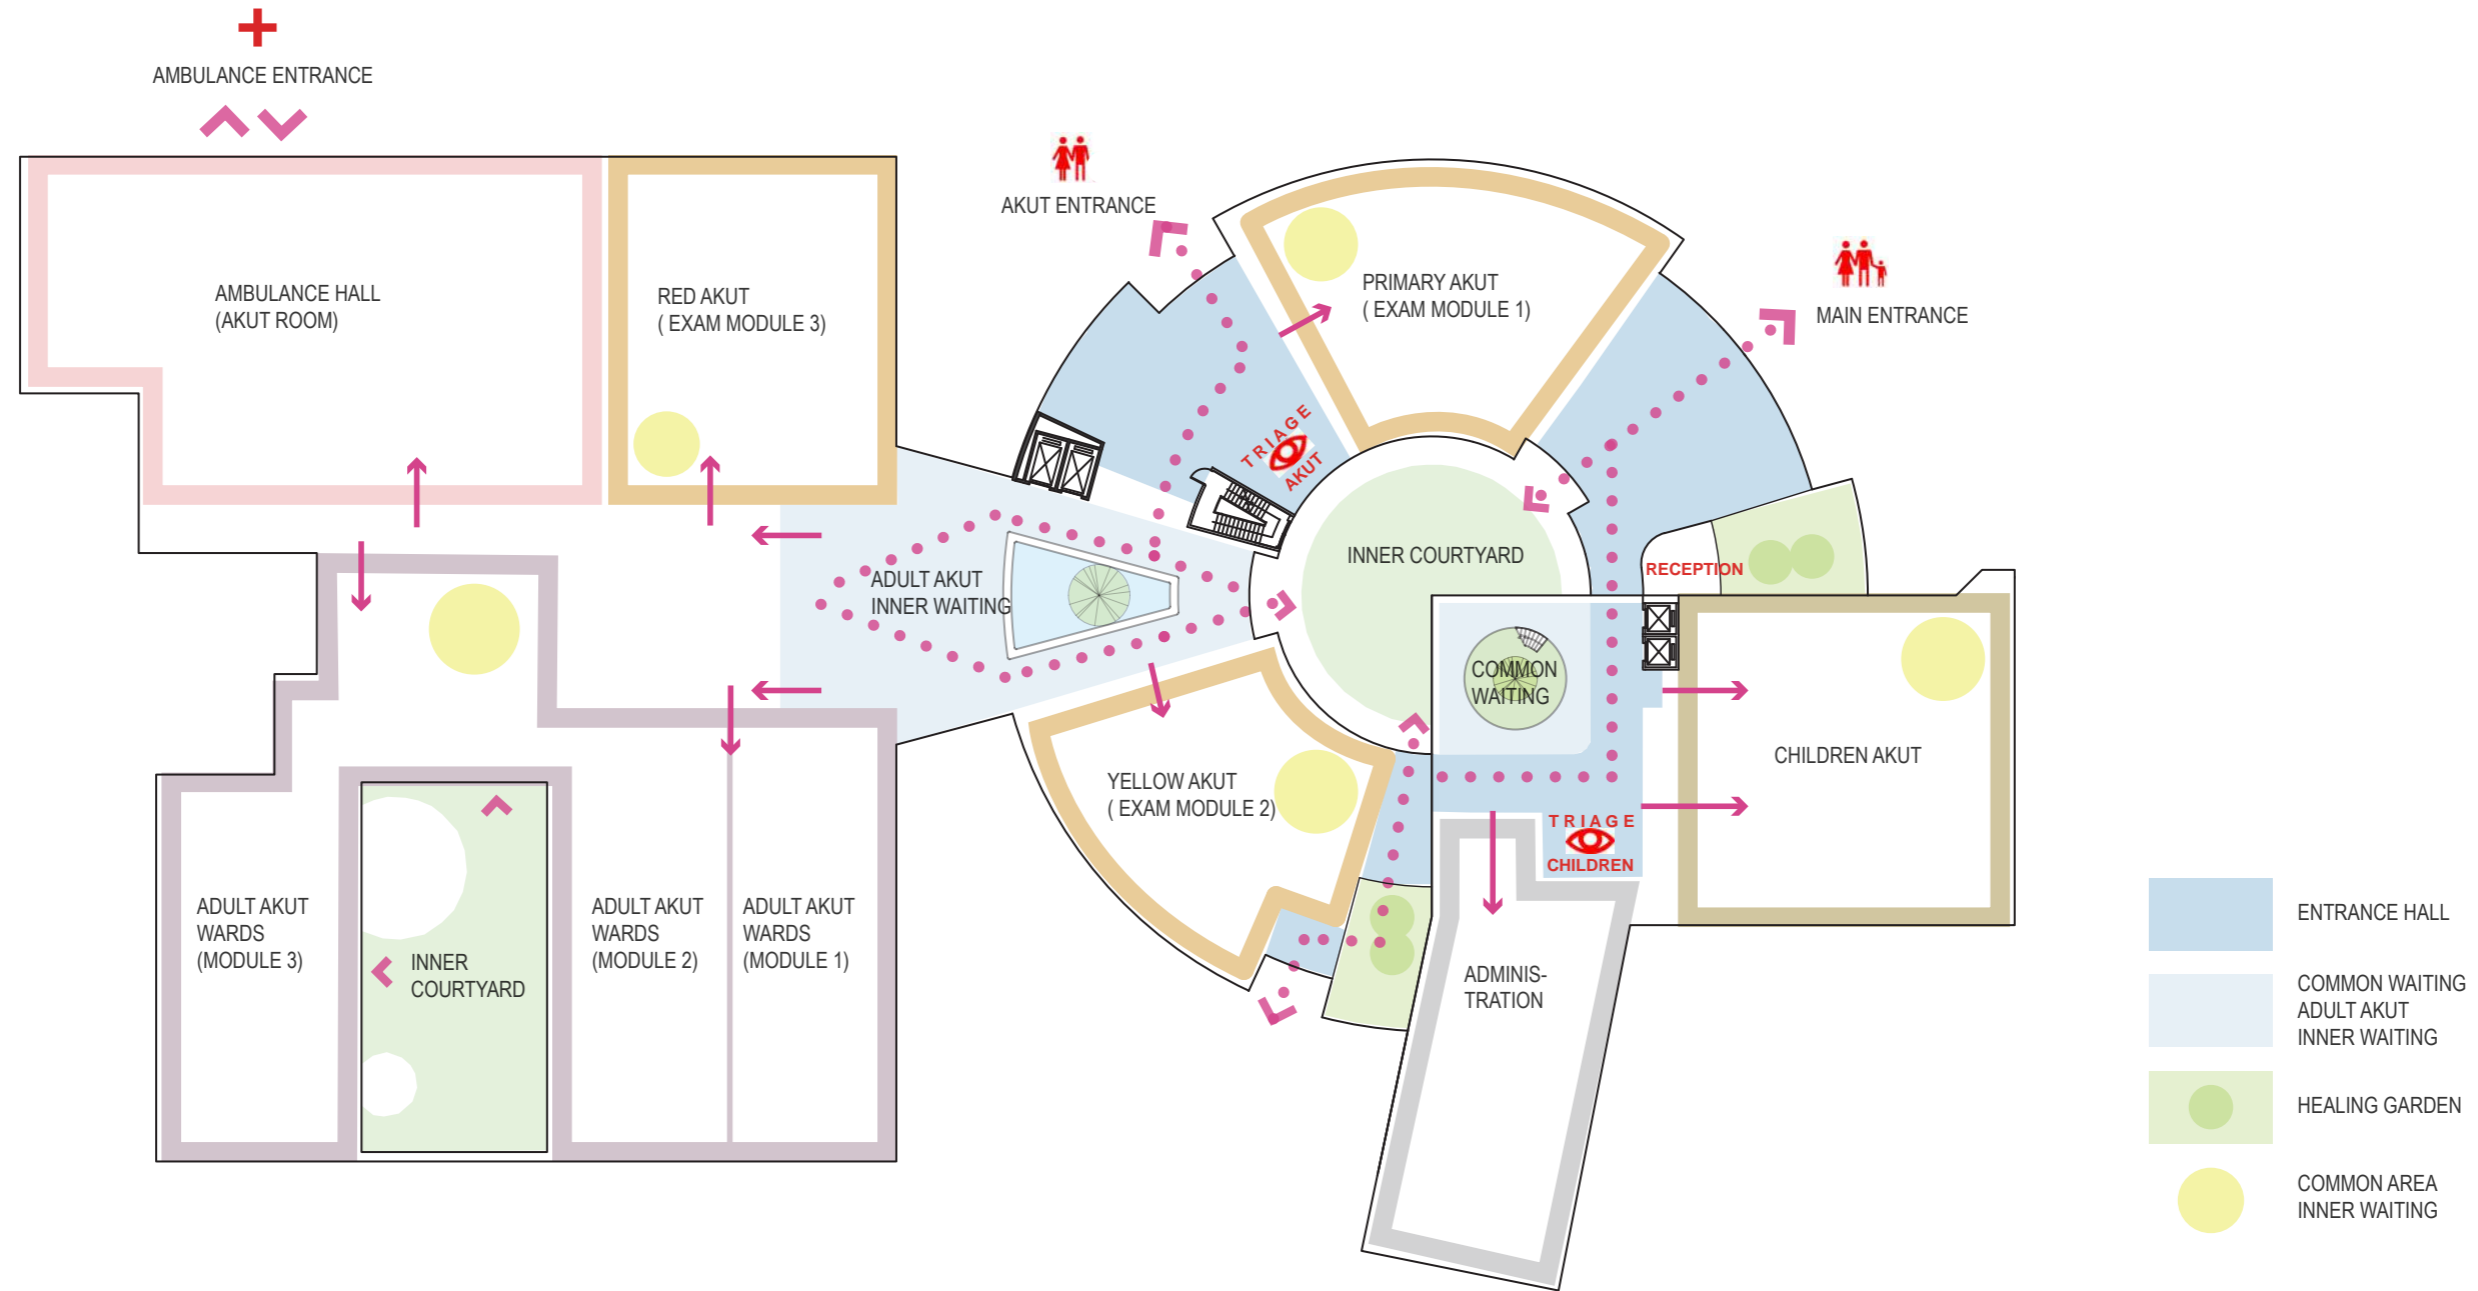 AMBULANCE ENTRANCE
AKUT ENTRANCE
MAIN ENTRANCE
AMBULANCE HALL
(AKUT ROOM)
RED AKUT
( EXAM MODULE 3)
PRIMARY AKUT
( EXAM MODULE 1)
TRIAGE
AKUT
INNER COURTYARD
RECEPTION
ADULT AKUT
INNER WAITING
COMMON
WAITING
CHILDREN AKUT
YELLOW AKUT
( EXAM MODULE 2)
TRIAGE
CHILDREN
ADULT AKUT
WARDS
(MODULE 3)
INNER
COURTYARD
ADULT AKUT
WARDS
(MODULE 2)
ADULT AKUT
WARDS
(MODULE 1)
ADMINIS-
TRATION
ENTRANCE HALL
COMMON WAITING
ADULT AKUT
INNER WAITING
HEALING GARDEN
COMMON AREA
INNER WAITING